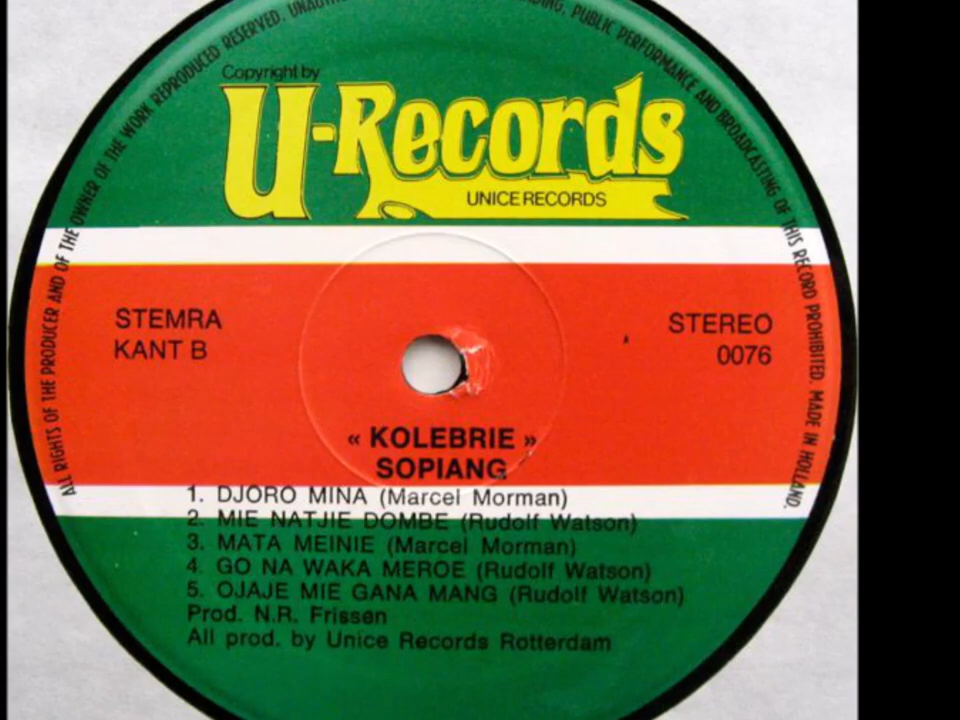 ALL RIGHTS OF THE PRODUCER AND OF THE OWNER OF THE WORK REPRODUCED RESERVED. PUBLIC PERFORMANCE AND BROADCASTING OF THIS RECORD PROHIBITED. MADE IN HOLLAND.
Copyright by
U-Records
UNICE RECORDS
STEMRA
KANT B
STEREO
0076
« KOLEBRIE »
SOPIANG
1. DJORO MINA (Marcel Morman)
2. MIE NATJIE DOMBE (Rudolf Watson)
3. MATA MEINIE (Marcel Morman)
4. GO NA WAKA MEROE (Rudolf Watson)
5. OJAJE MIE GANA MANG (Rudolf Watson)
Prod. N.R. Frissen
All prod. by Unice Records Rotterdam